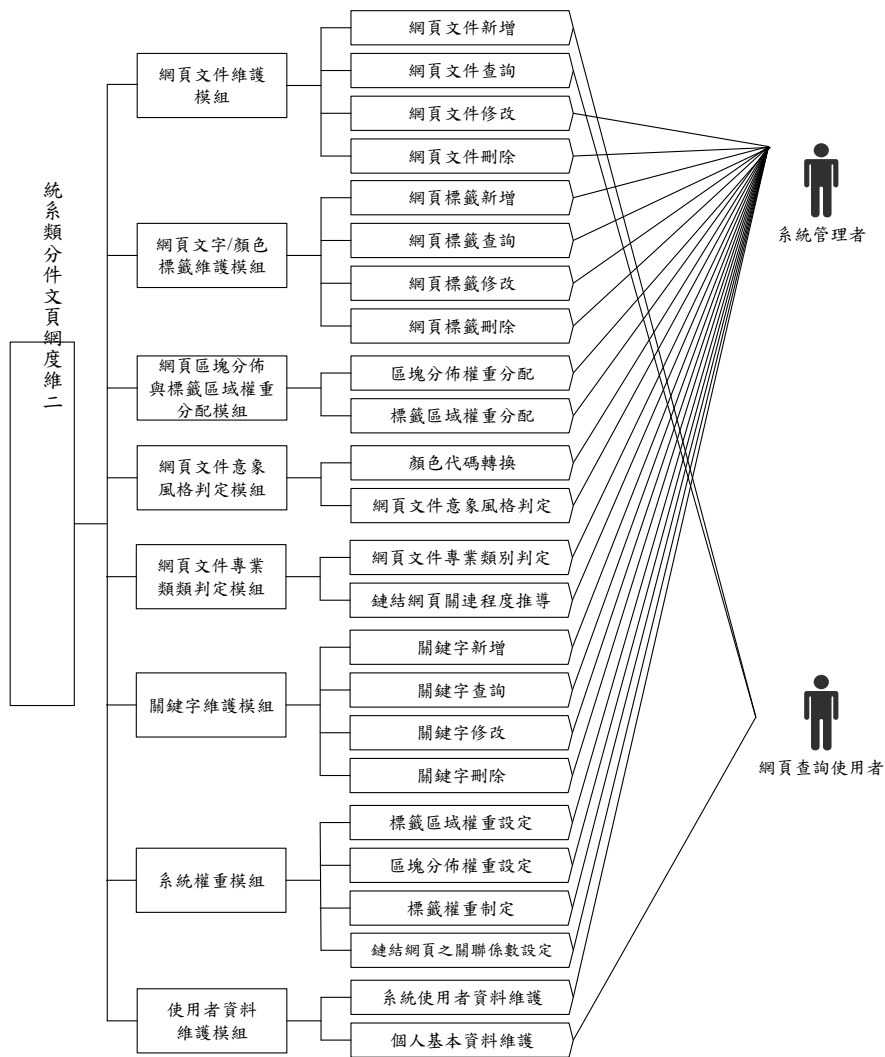 統系類分件文頁網度維二
網頁文件維護
模組
網頁文件新增
網頁文件查詢
網頁文件修改
網頁文件刪除
網頁文字/顏色
標籤維護模組
網頁標籤新增
網頁標籤查詢
網頁標籤修改
網頁標籤刪除
網頁區塊分佈
與標籤區域權重
分配模組
區塊分佈權重分配
標籤區域權重分配
網頁文件意象
風格判定模組
顏色代碼轉換
網頁文件意象風格判定
網頁文件專業
類類判定模組
網頁文件專業類別判定
鏈結網頁關連程度推導
關鍵字維護模組
關鍵字新增
關鍵字查詢
關鍵字修改
關鍵字刪除
系統權重模組
標籤區域權重設定
區塊分佈權重設定
標籤權重制定
鏈結網頁之關聯係數設定
使用者資料
維護模組
系統使用者資料維護
個人基本資料維護
系統管理者
網頁查詢使用者